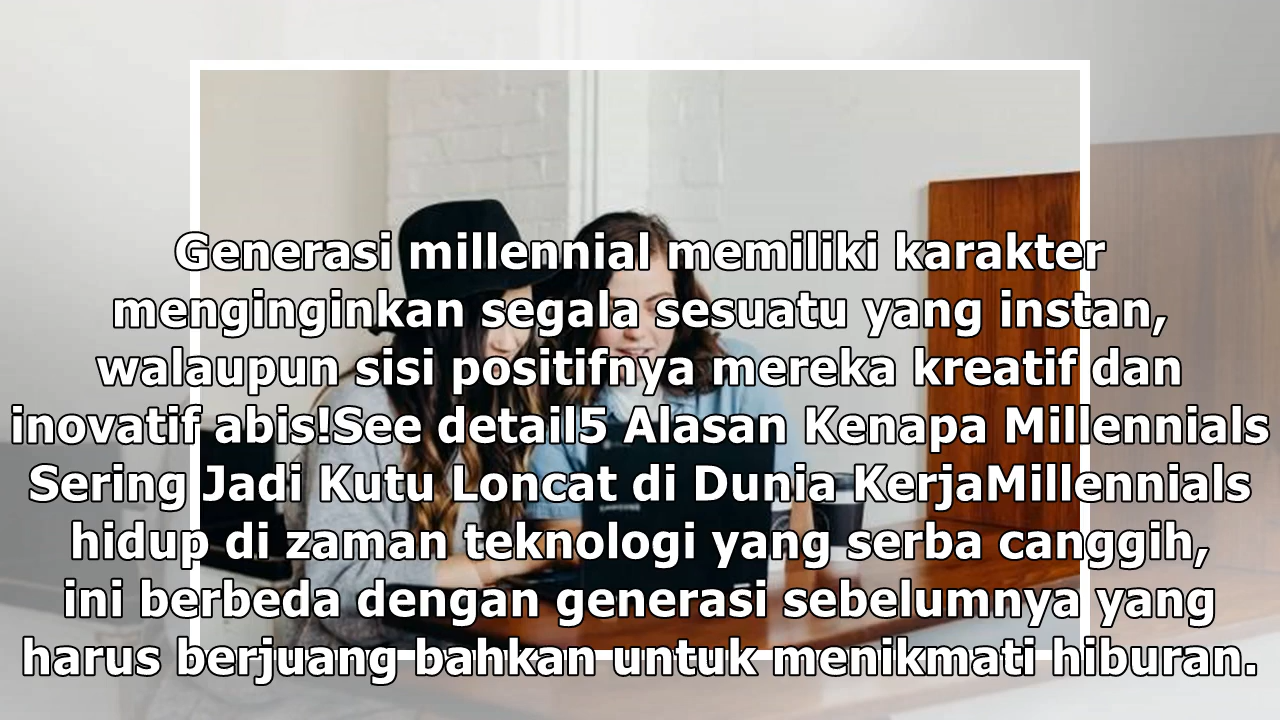 Generasi millennial memiliki karakter
menginginkan segala sesuatu yang instan,
walaupun sisi positifnya mereka kreatif dan
inovatif abis!See detail5 Alasan Kenapa Millennials
Sering Jadi Kutu Loncat di Dunia KerjaMillennials
hidup di zaman teknologi yang serba canggih,
ini berbeda dengan generasi sebelumnya yang
harus berjuang bahkan untuk menikmati hiburan.
SAMSUNG